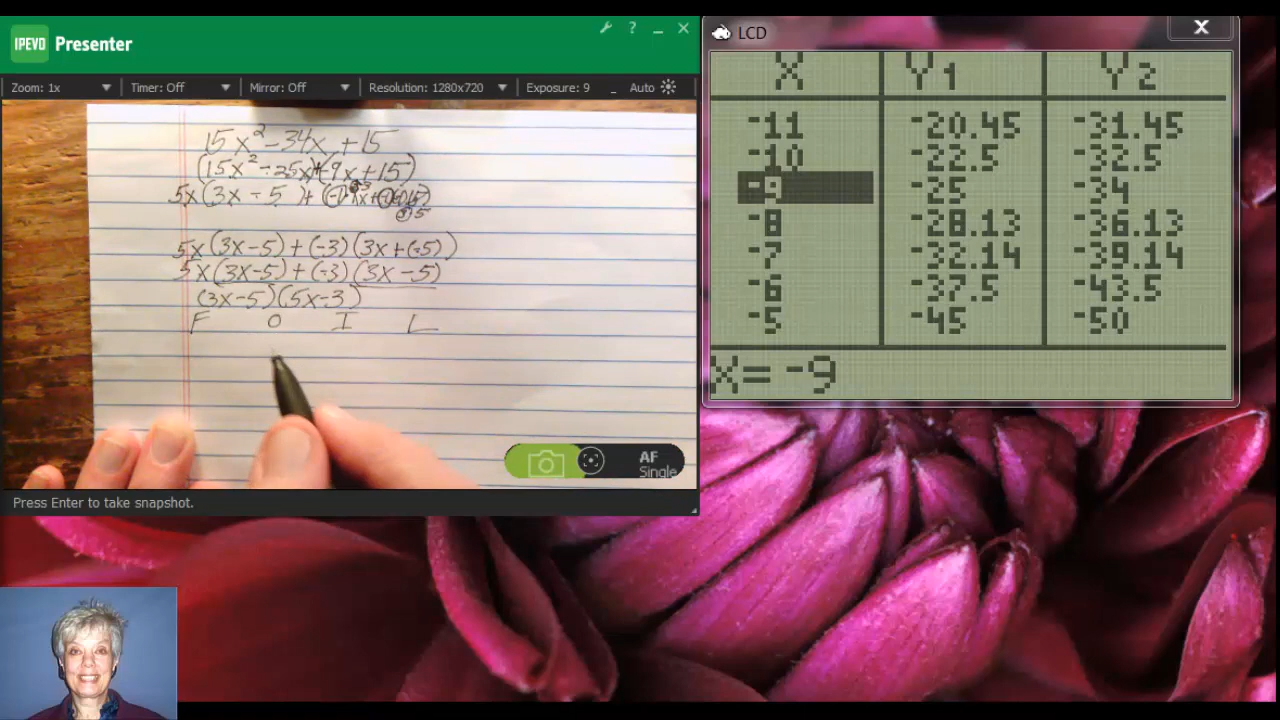 IPEVO Presenter
Zoom: 1x Timer: Off Mirror: Off Resolution: 1280x720 Exposure: 9 Auto
15x² - 34x + 15
(15x² - 25x)+(-9x + 15)
5x(3x - 5) +
5x(3x-5) + (-3)(3x+(-5))
5x(3x-5) + (-3)(3x - 5)
(3x-5)(5x-3)
F O I L
AF
Single
Press Enter to take snapshot.
LCD
X Y1 Y2
-11 -20.45 -31.45
-10 -22.5 -32.5
-9 -25 -34
-8 -28.13 -36.13
-7 -32.14 -39.14
-6 -37.5 -43.5
-5 -45 -50
X= -9